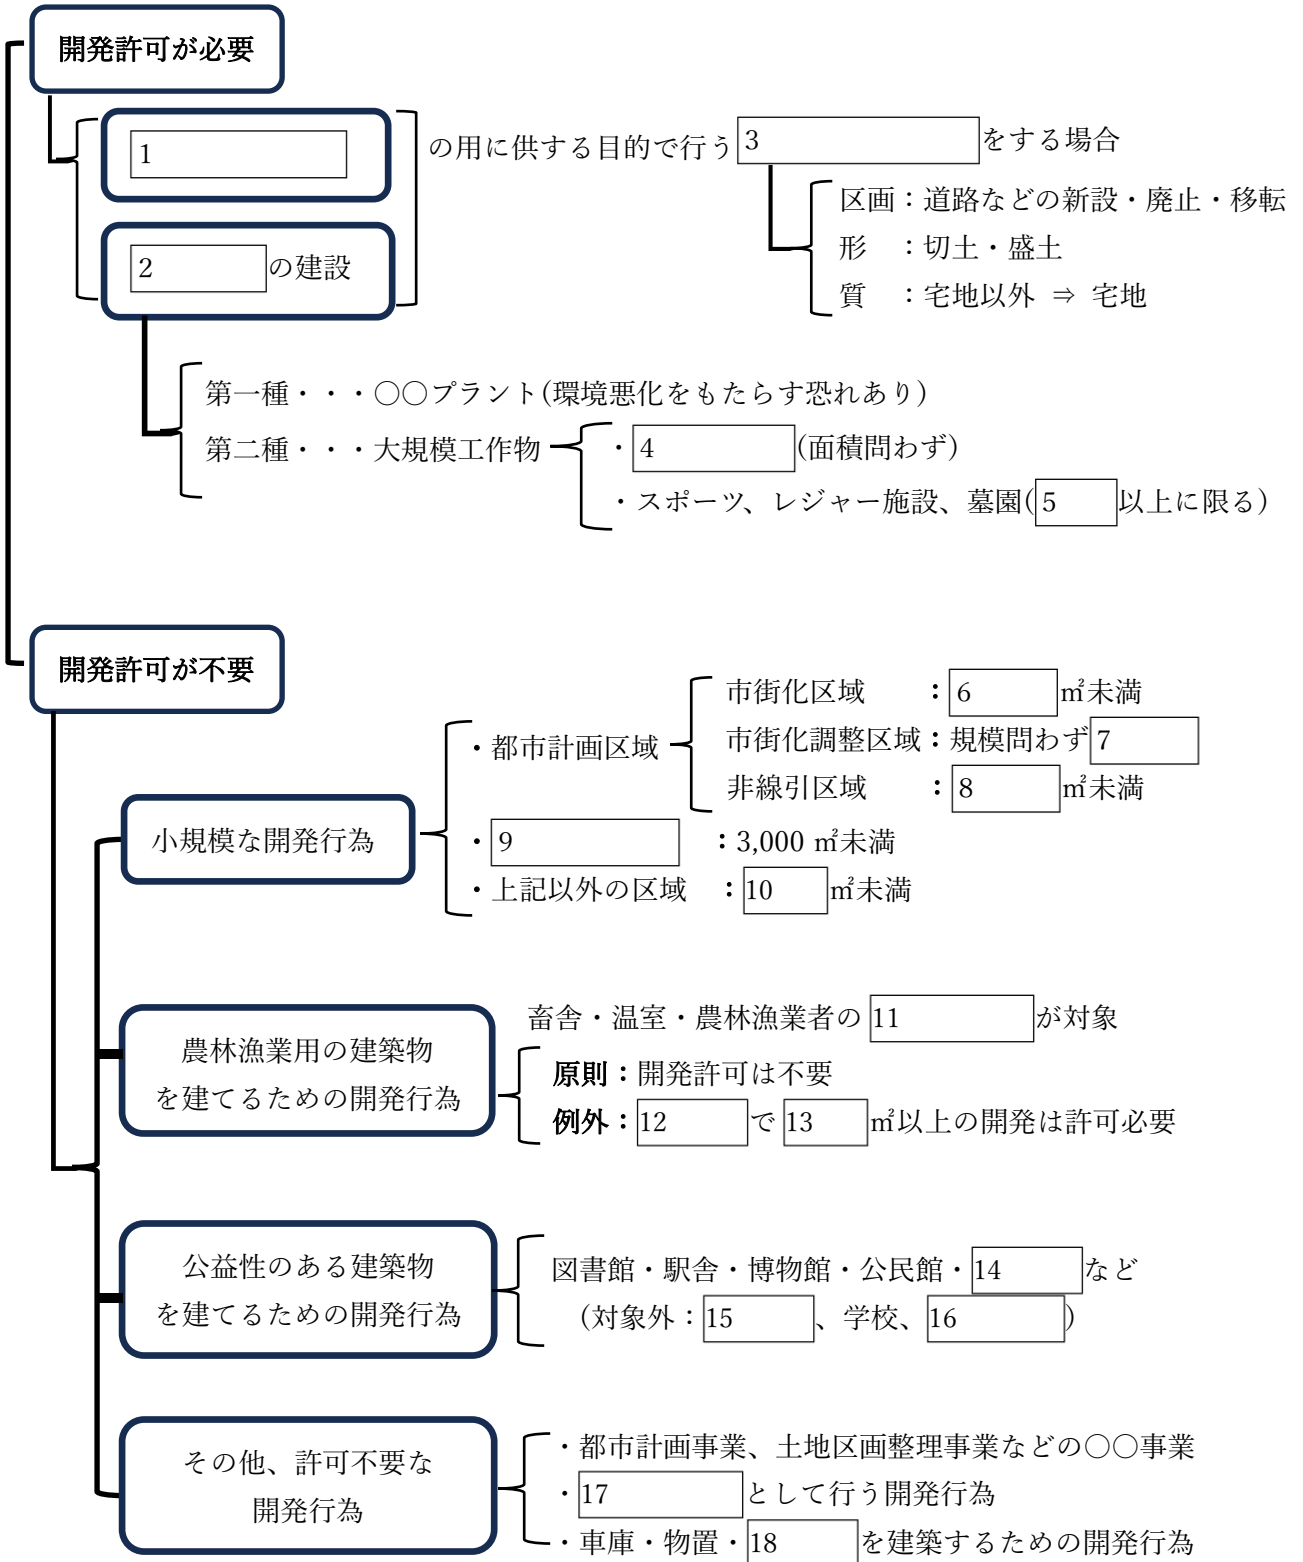 開発許可が必要
1
の用に供する目的で行う 3 をする場合
区画：道路などの新設・廃止・移転
形　：切土・盛土
質　：宅地以外 ⇒ 宅地
2 の建設
第一種・・・〇〇プラント(環境悪化をもたらす恐れあり)
第二種・・・大規模工作物
・ 4 (面積問わず)
・スポーツ、レジャー施設、墓園( 5 以上に限る)
開発許可が不要
小規模な開発行為
・都市計画区域
市街化区域　　：6 ㎡未満
市街化調整区域：規模問わず 7
非線引区域　　：8 ㎡未満
・ 9 ：3,000 ㎡未満
・上記以外の区域　：10 ㎡未満
農林漁業用の建築物
を建てるための開発行為
畜舎・温室・農林漁業者の 11 が対象
原則：開発許可は不要
例外：12 で 13 ㎡以上の開発は許可必要
公益性のある建築物
を建てるための開発行為
図書館・駅舎・博物館・公民館・ 14 など
(対象外：15 、学校、 16 )
その他、許可不要な
開発行為
・都市計画事業、土地区画整理事業などの〇〇事業
・ 17 として行う開発行為
・車庫・物置・ 18 を建築するための開発行為